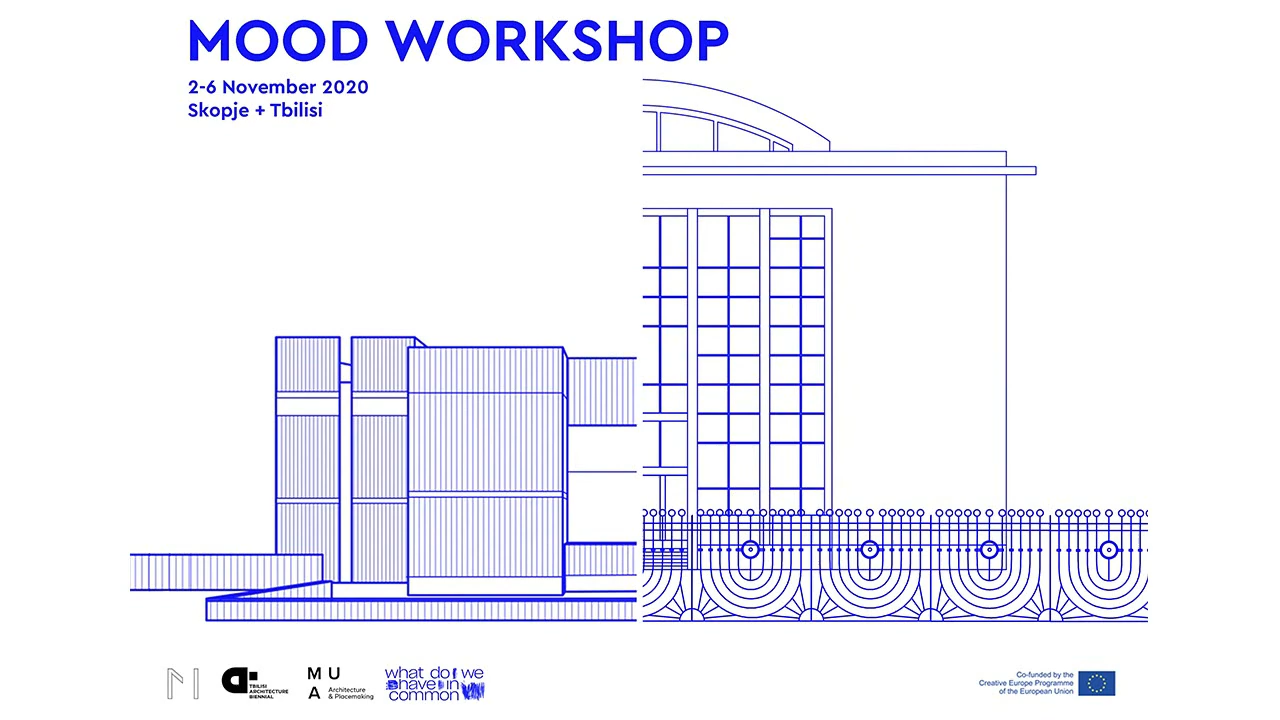 MOOD WORKSHOP
2-6 November 2020
Skopje + Tbilisi
TBILISI
ARCHITECTURE
BIENNIAL
M U
A Architecture
& Placemaking
what do we
have in
common
Co-funded by the
Creative Europe Programme
of the European Union